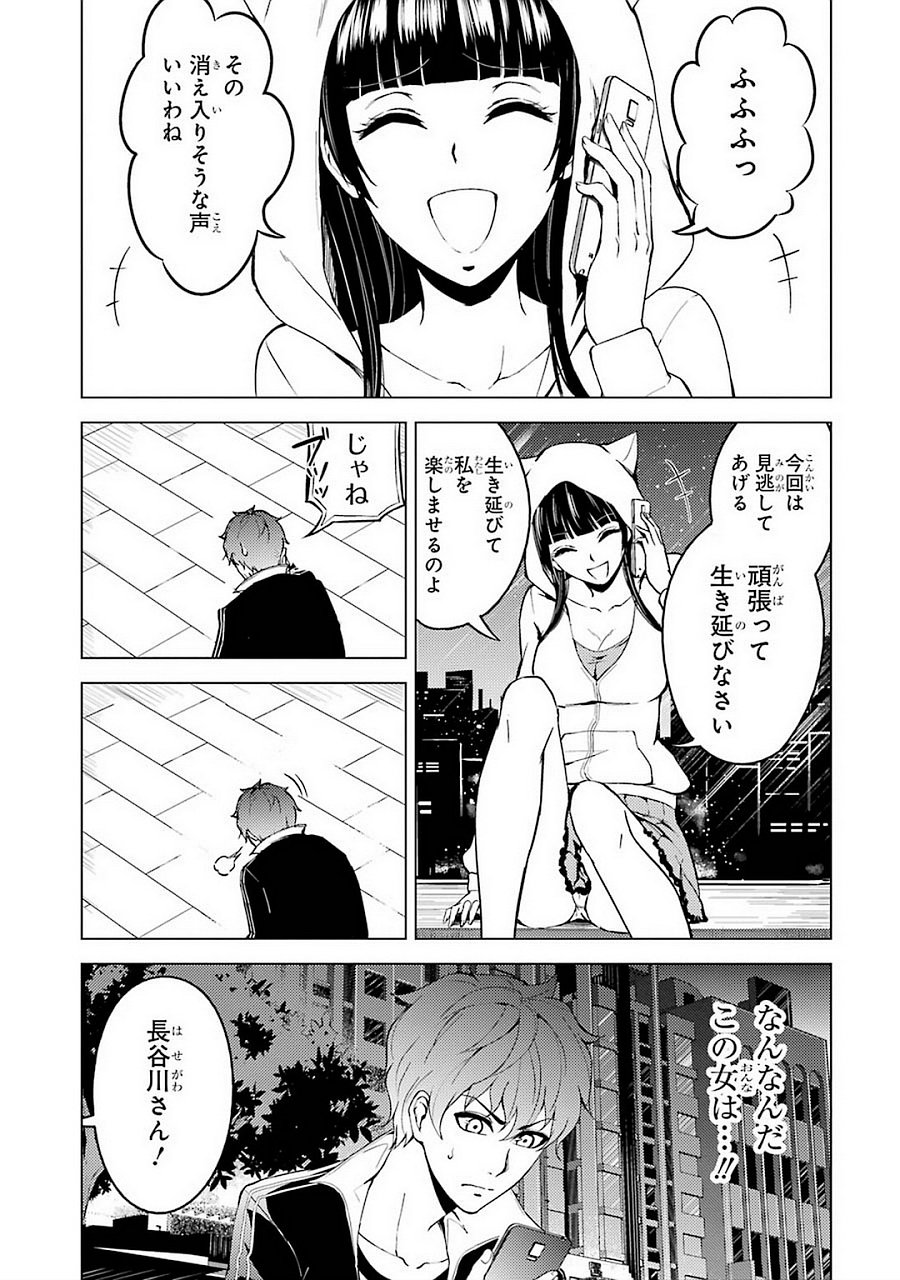 ふふふっ
その
消え入りそうな声
いいわね
今回は
見逃して
あげる
頑張って
生き延びなさい
生き延びて
私を
楽しませるのよ
じゃね
プツッ
なんなんだ
この女は…!!
長谷川さん!